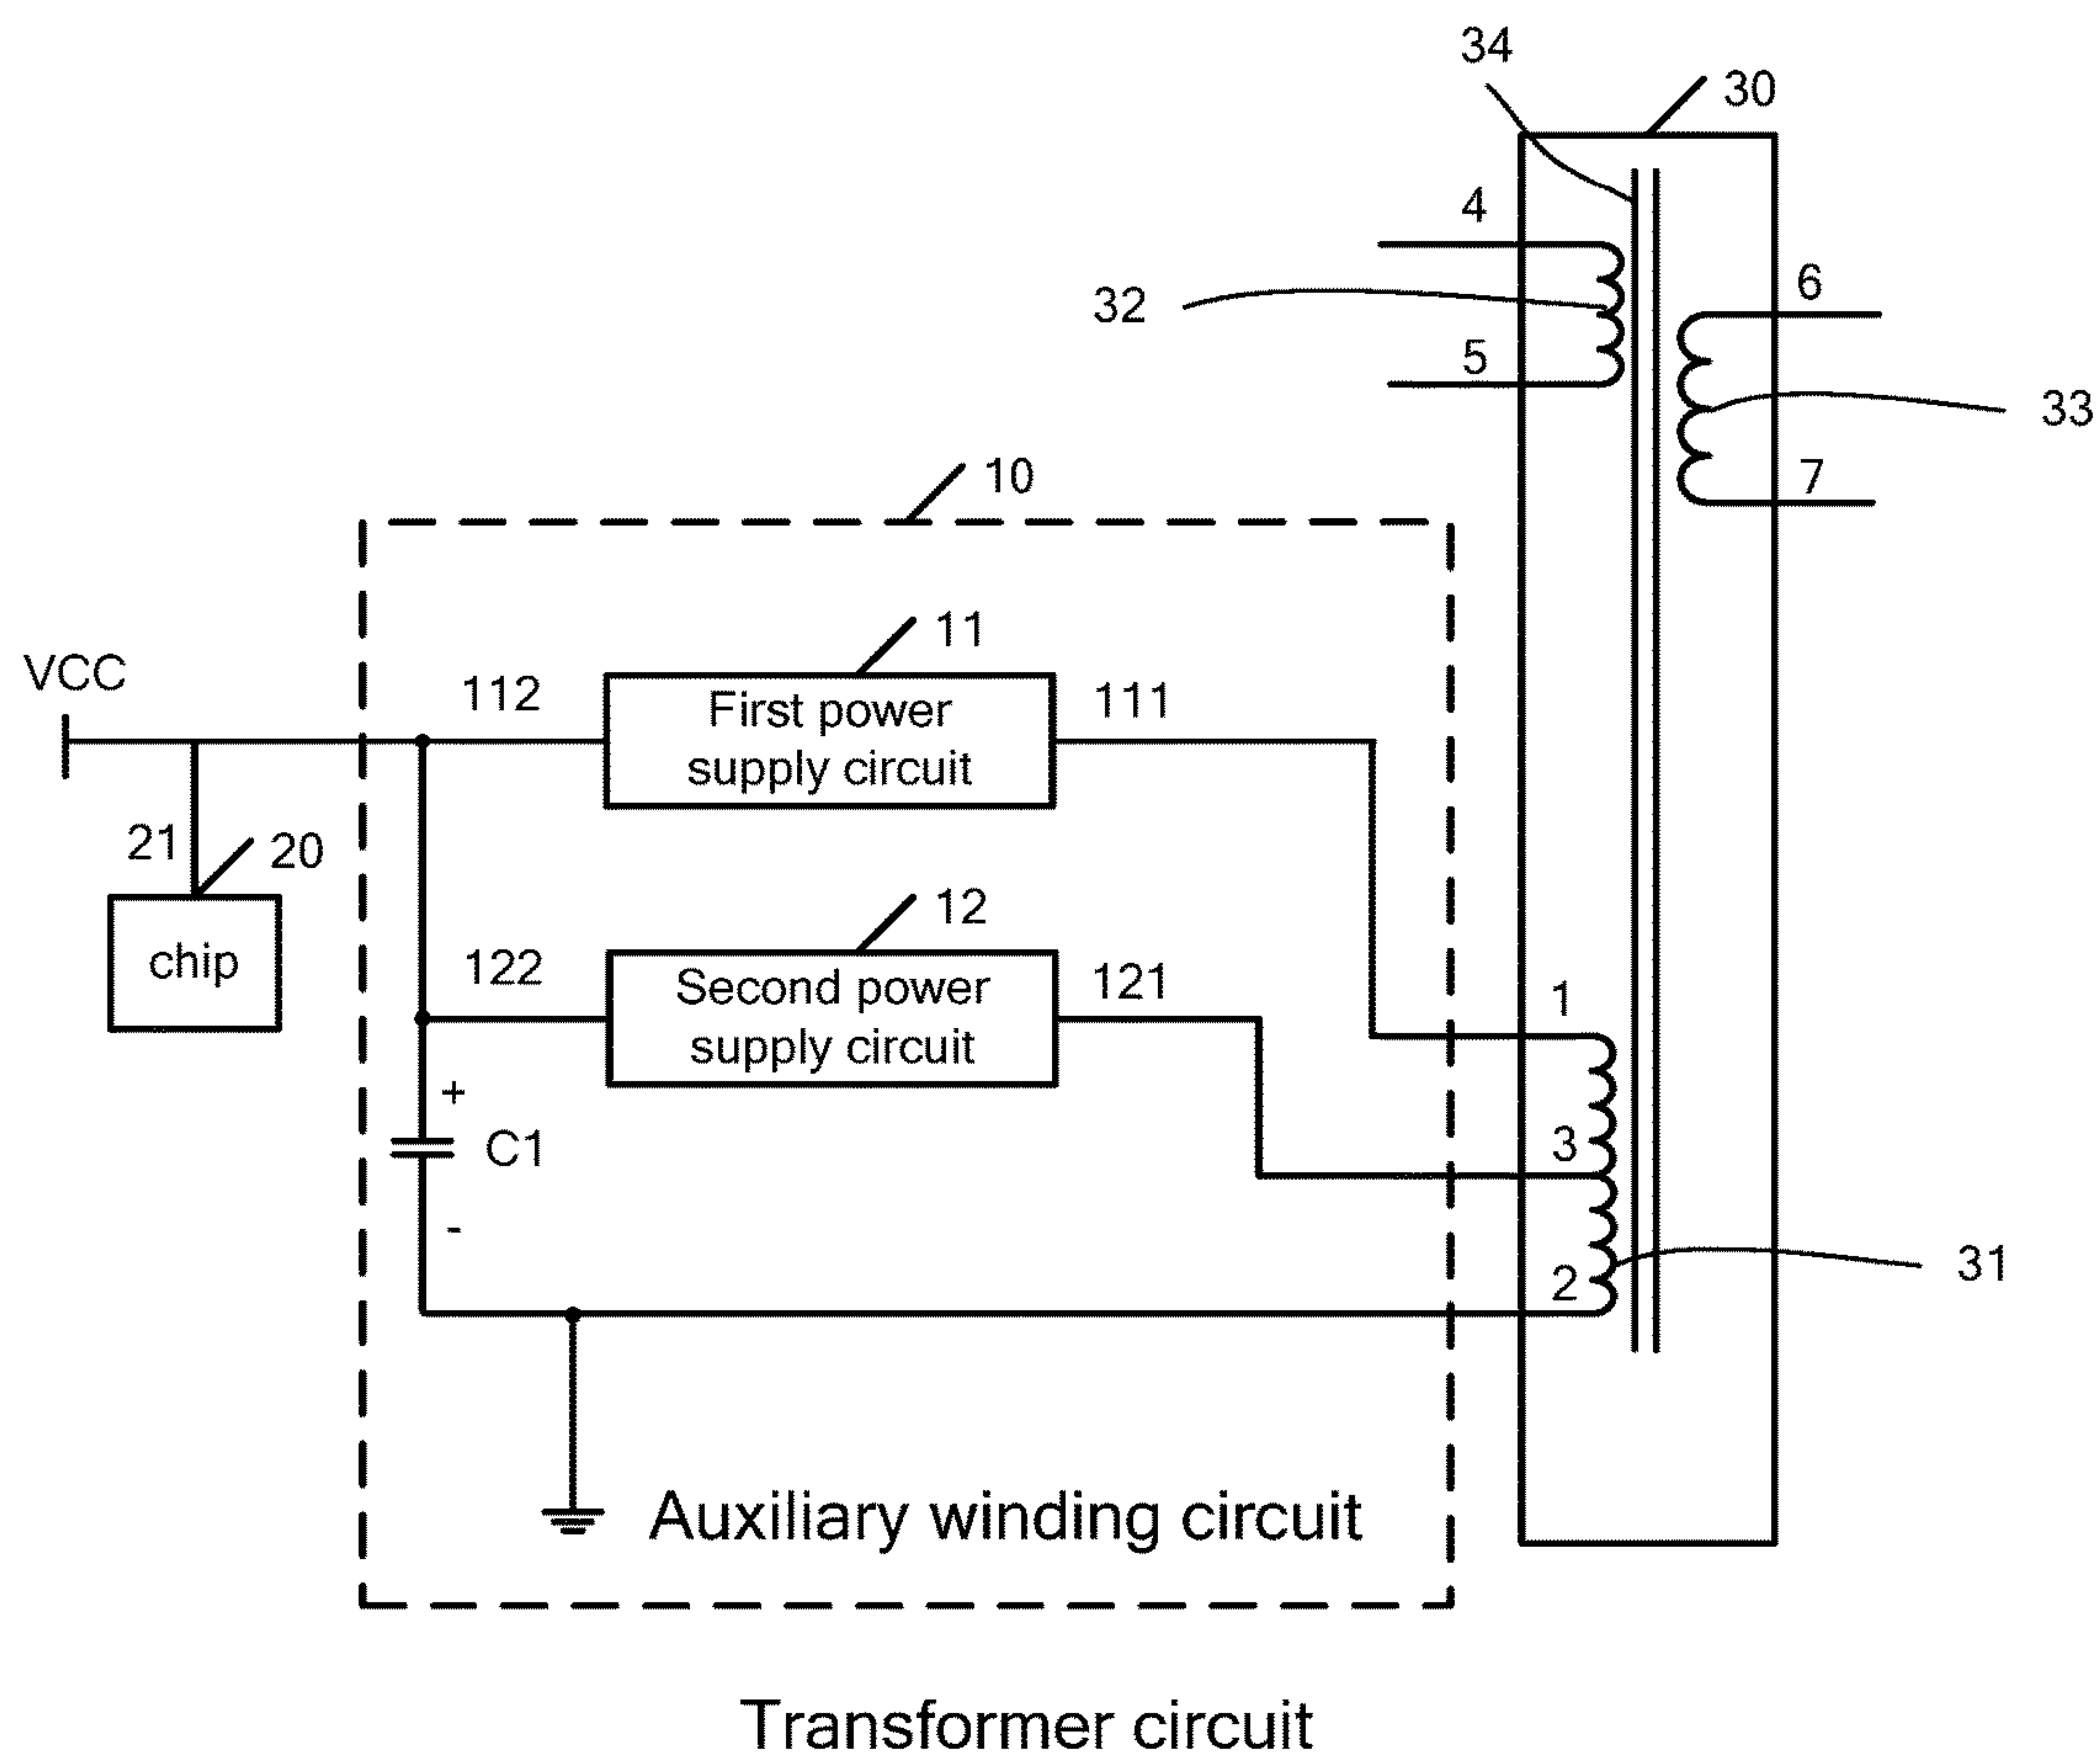 34
30
4
6
32
5
33
7
10
11
VCC
112
First power
supply circuit
111
21
20
12
chip
122
Second power
supply circuit
121
1
+
C1
3
-
2
31
Auxiliary winding circuit
Transformer circuit